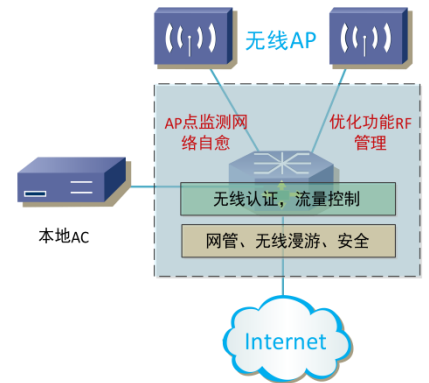 无线AP
AP点监测网
络自愈
优化功能RF
管理
无线认证，流量控制
本地AC
网管、无线漫游、安全
Internet